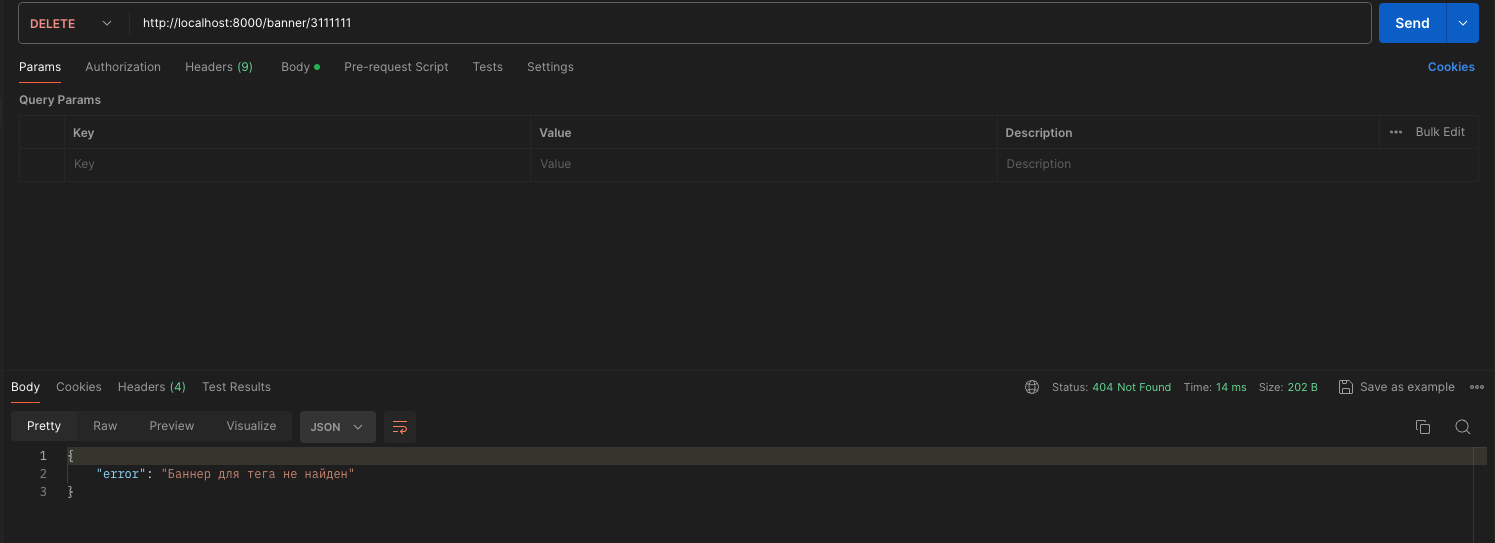 DELETE http://localhost:8000/banner/3111111 Send
Params Authorization Headers (9) Body Pre-request Script Tests Settings Cookies
Query Params
Key Value Description Bulk Edit
Key Value Description
Body Cookies Headers (4) Test Results Status: 404 Not Found Time: 14 ms Size: 202 B Save as example
Pretty Raw Preview Visualize JSON
1 {
2 "error": "Баннер для тега не найден"
3 }